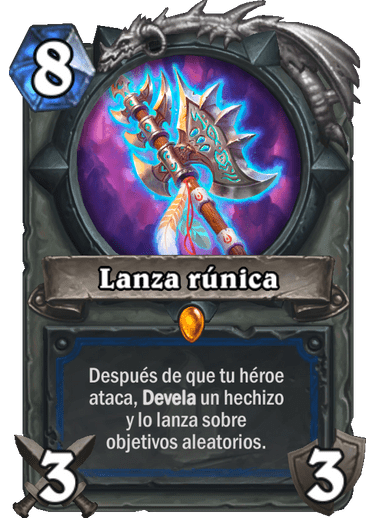 8
Lanza rúnica
Después de que tu héroe
ataca, Devela un hechizo
y lo lanza sobre
objetivos aleatorios.
3
3